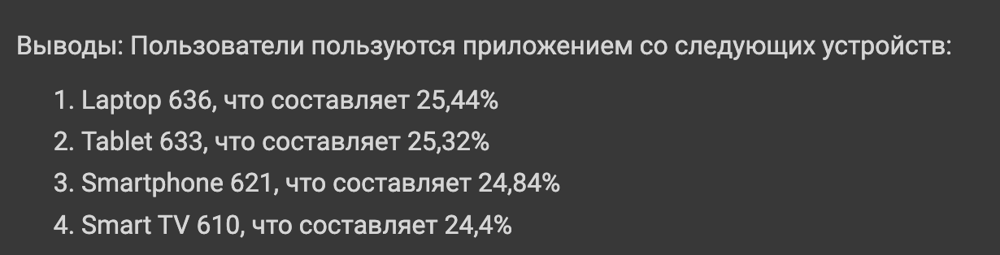 Выводы: Пользователи пользуются приложением со следующих устройств:
1. Laptop 636, что составляет 25,44%
2. Tablet 633, что составляет 25,32%
3. Smartphone 621, что составляет 24,84%
4. Smart TV 610, что составляет 24,4%